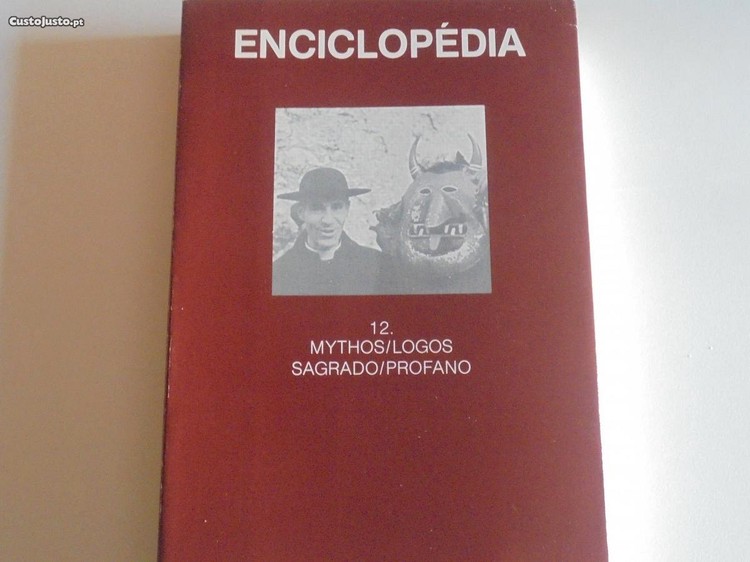 CustoJusto.pt
ENCICLOPÉDIA
12.
MYTHOS/LOGOS
SAGRADO/PROFANO